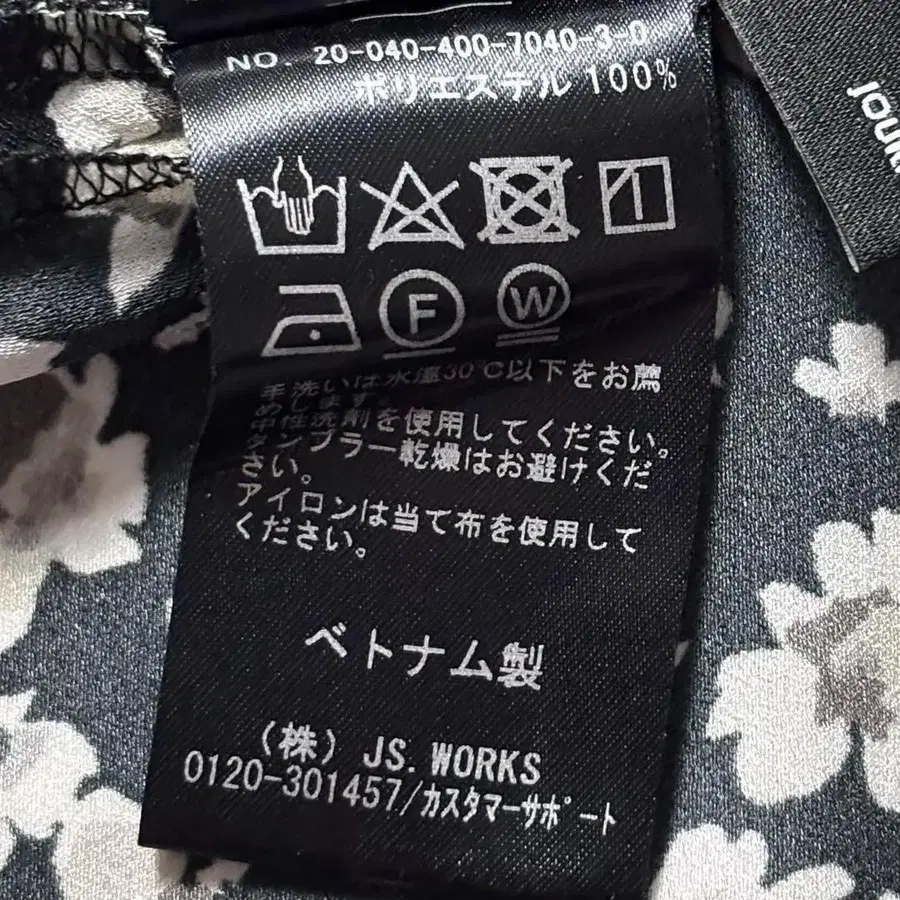 NO. 20-040-400-7040-3-0
ポリエステル 100%
F
W
手洗いは水温30℃以下をお薦
めします。
中性洗剤を使用してください。
タンブラー乾燥はお避けくだ
さい。
アイロンは当て布を使用して
ください。
ベトナム製
(株) JS.WORKS
0120-301457/カスタマーサポート